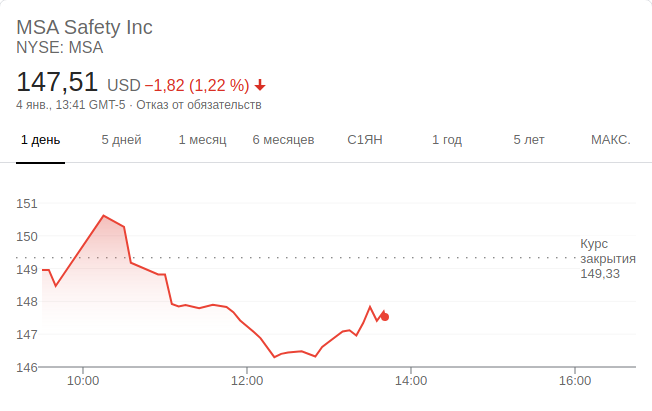 MSA Safety Inc
NYSE: MSA
147,51 USD −1,82 (1,22 %)
4 янв., 13:41 GMT-5 · Отказ от обязательств
1 день 5 дней 1 месяц 6 месяцев С1ЯН 1 год 5 лет МАКС.
151
150
Курс
закрытия
149,33
149
148
147
146
10:00 12:00 14:00 16:00